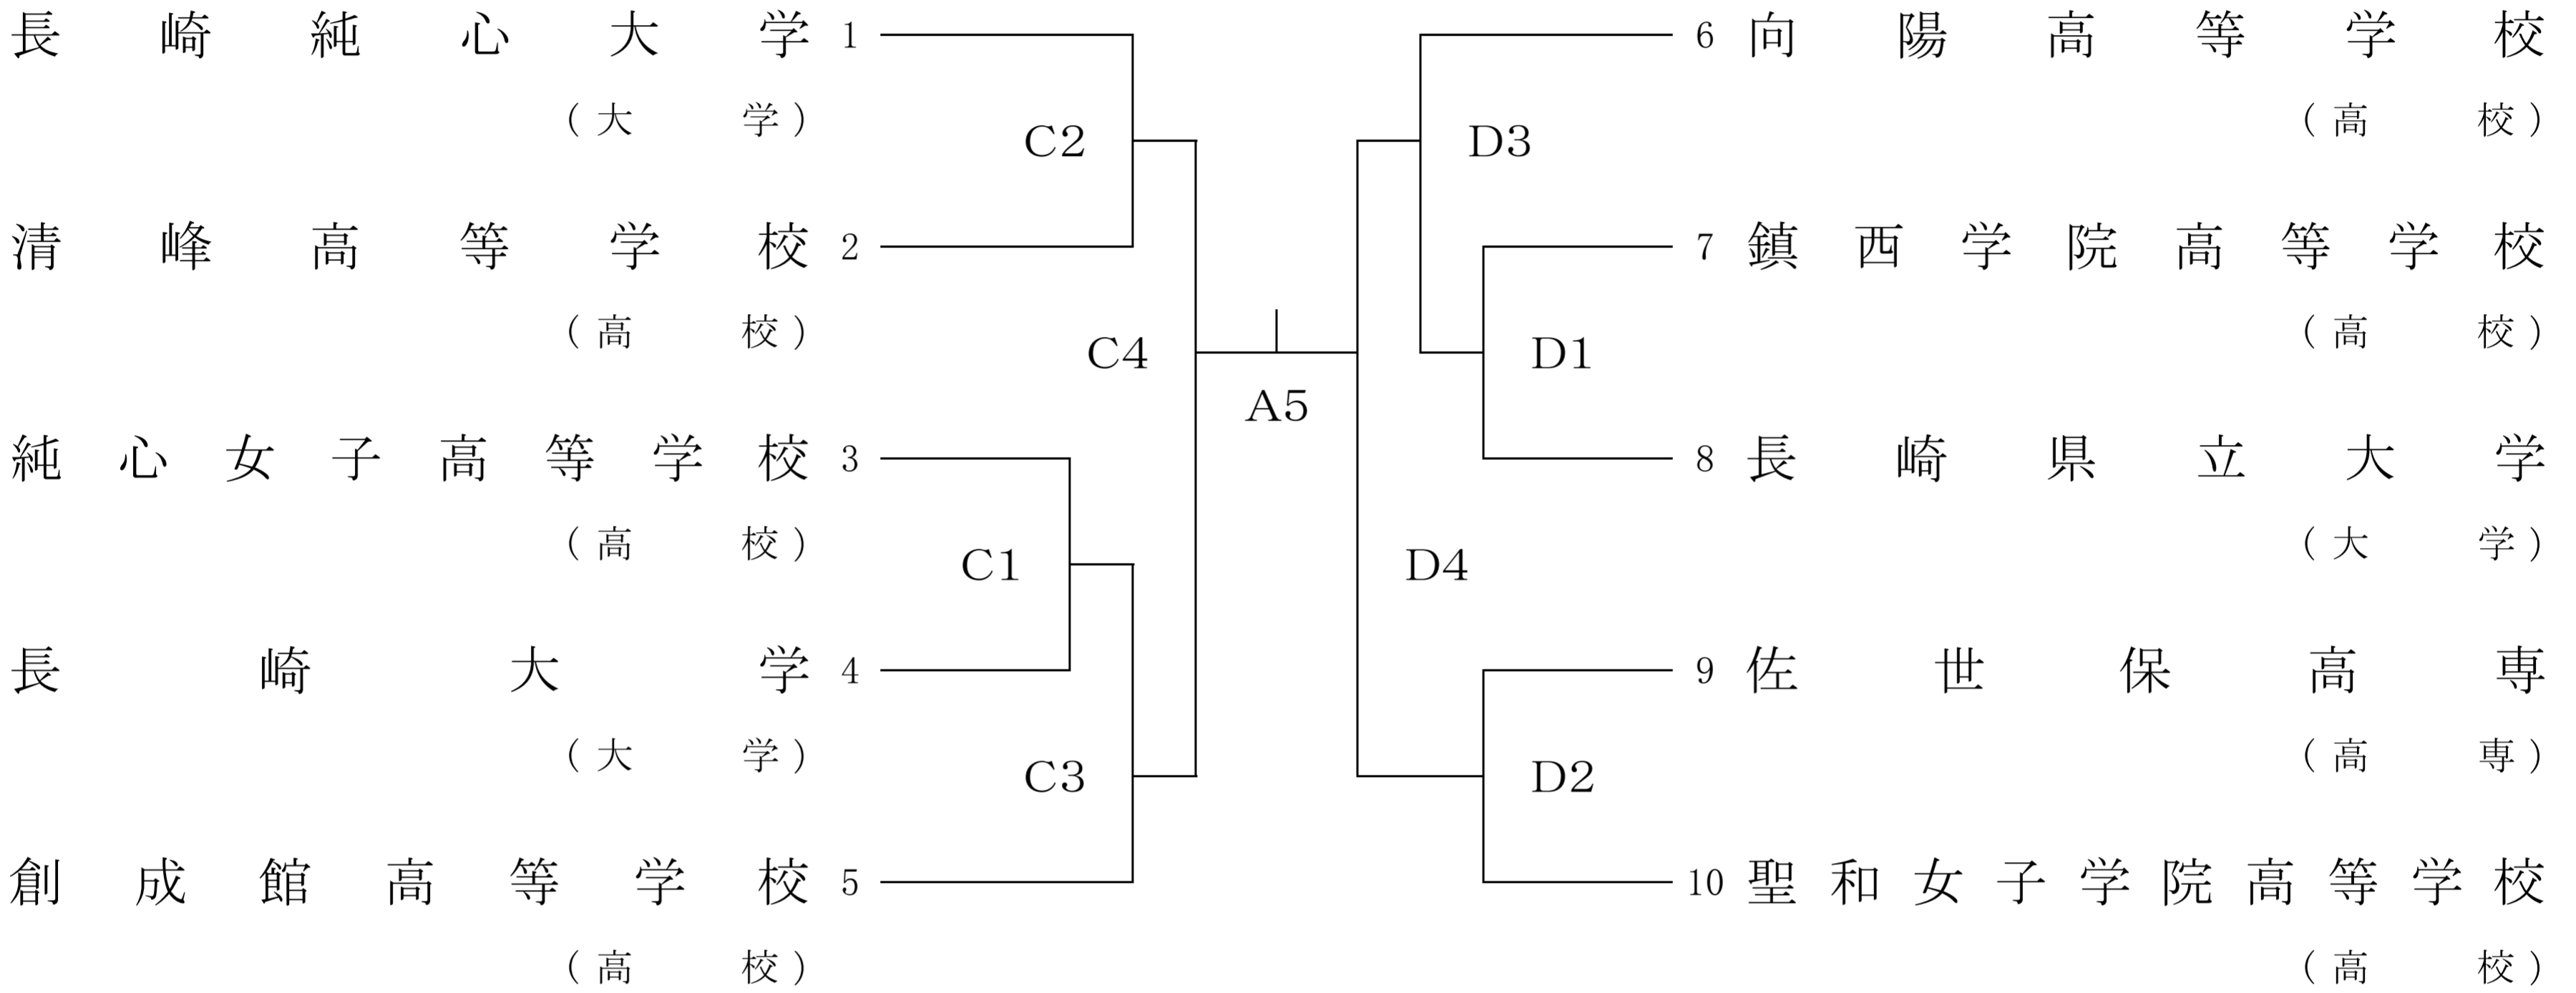 長崎純心大学 1
(大学)
C2
清峰高等学校 2
(高校)
C4
純心女子高等学校 3
(高校)
C1
長崎大学 4
(大学)
C3
創成館高等学校 5
(高校)
A5
6 向陽高等学校
(高校)
D3
7 鎮西学院高等学校
(高校)
D1
8 長崎県立大学
(大学)
D4
9 佐世保高専
(高専)
D2
10 聖和女子学院高等学校
(高校)